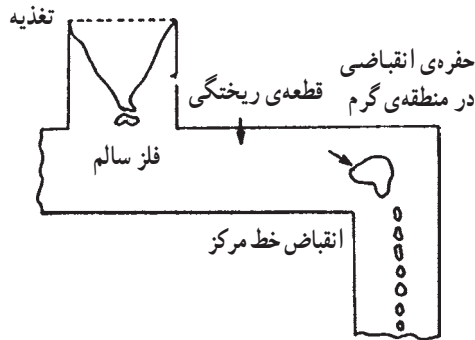 تغذیه
حفره‌ی انقباضی
در منطقه‌ی گرم
قطعه‌ی ریختگی
فلز سالم
انقباض خط مرکز